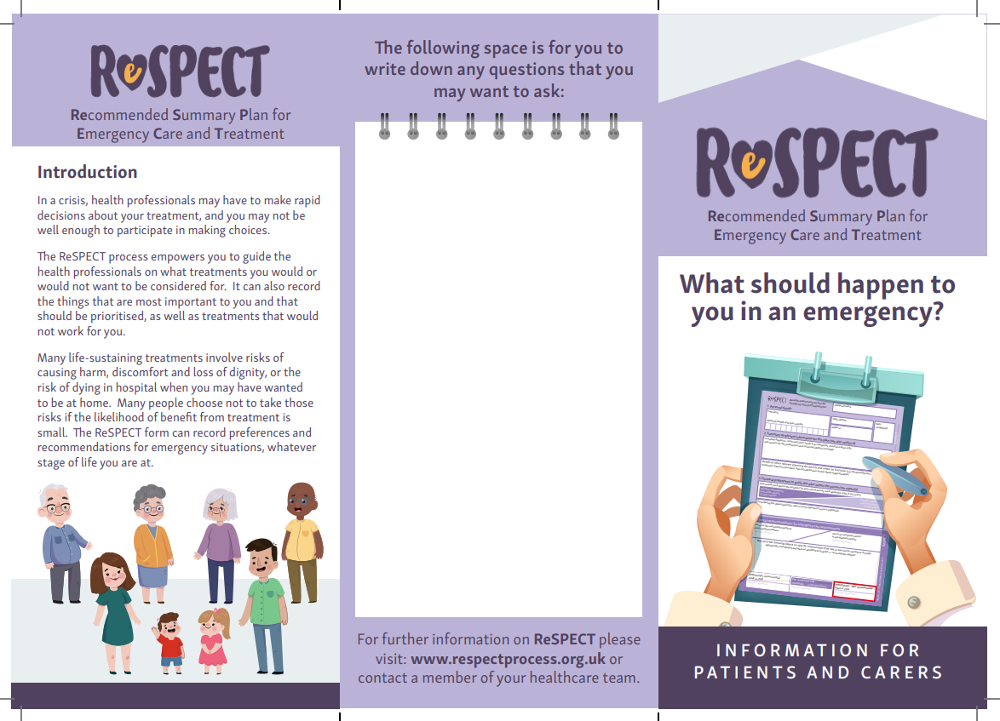 ReSPECT
Recommended Summary Plan for
Emergency Care and Treatment
Introduction
In a crisis, health professionals may have to make rapid
decisions about your treatment, and you may not be
well enough to participate in making choices.
The ReSPECT process empowers you to guide the
health professionals on what treatments you would or
would not want to be considered for.  It can also record
the things that are most important to you and that
should be prioritised, as well as treatments that would
not work for you.
Many life-sustaining treatments involve risks of
causing harm, discomfort and loss of dignity, or the
risk of dying in hospital when you may have wanted
to be at home.  Many people choose not to take those
risks if the likelihood of benefit from treatment is
small.  The ReSPECT form can record preferences and
recommendations for emergency situations, whatever
stage of life you are at.
The following space is for you to
write down any questions that you
may want to ask:
For further information on ReSPECT please
visit: www.respectprocess.org.uk or
contact a member of your healthcare team.
ReSPECT
Recommended Summary Plan for
Emergency Care and Treatment
What should happen to
you in an emergency?
ReSPECT
INFORMATION FOR
PATIENTS AND CARERS